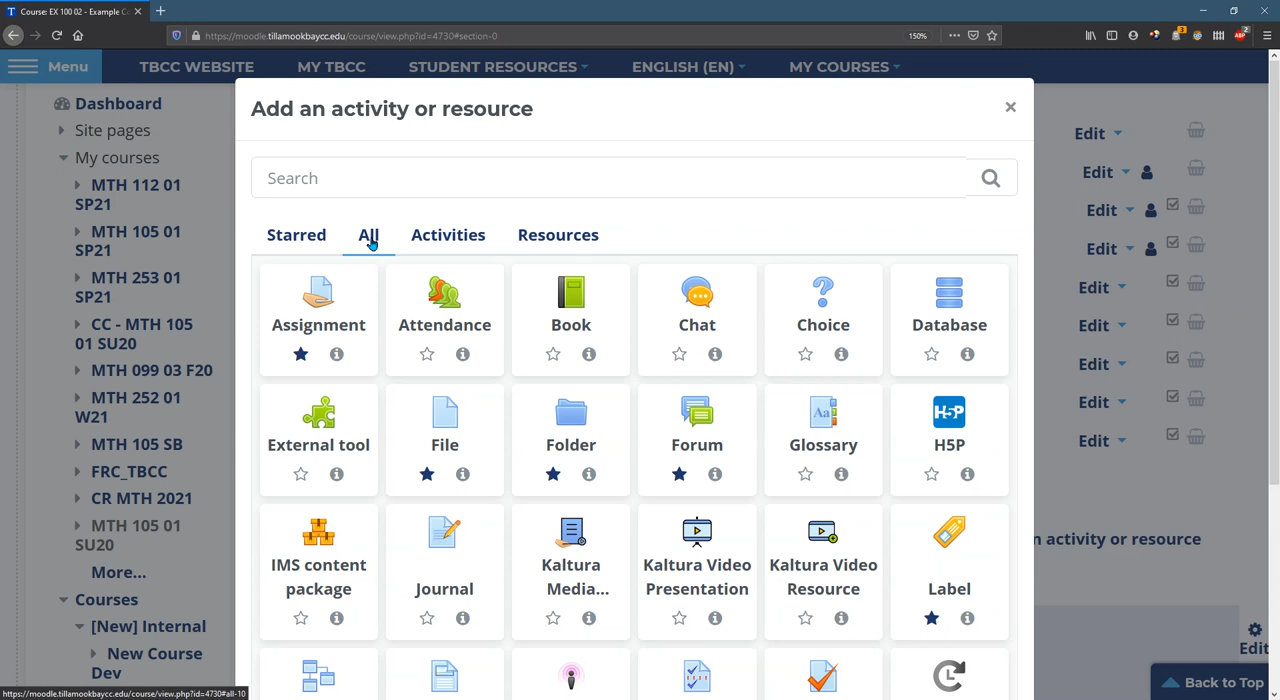 Course: EX 100 02 - Example Co
https://moodle.tillamookbaycc.edu/course/view.php?id=4730#section-0
150%
3
2
Menu
TBCC WEBSITE
MY TBCC
STUDENT RESOURCES
ENGLISH (EN)
MY COURSES
Dashboard
Site pages
My courses
MTH 112 01
SP21
MTH 105 01
SP21
MTH 253 01
SP21
CC - MTH 105
01 SU20
MTH 099 03 F20
MTH 252 01
W21
MTH 105 SB
FRC_TBCC
CR MTH 2021
MTH 105 01
SU20
More...
Courses
[New] Internal
New Course
Dev
Add an activity or resource
×
Search
Starred
All
Activities
Resources
Assignment
Attendance
Book
Chat
Choice
Database
External tool
File
Folder
Forum
Glossary
H5P
H5P
IMS content
package
Journal
Kaltura
Media...
Kaltura Video
Presentation
Kaltura Video
Resource
Label
Edit
Edit
Edit
Edit
Edit
Edit
Edit
Edit
Edit
n activity or resource
Edit
Back to Top
https://moodle.tillamookbaycc.edu/course/view.php?id=4730#all-10